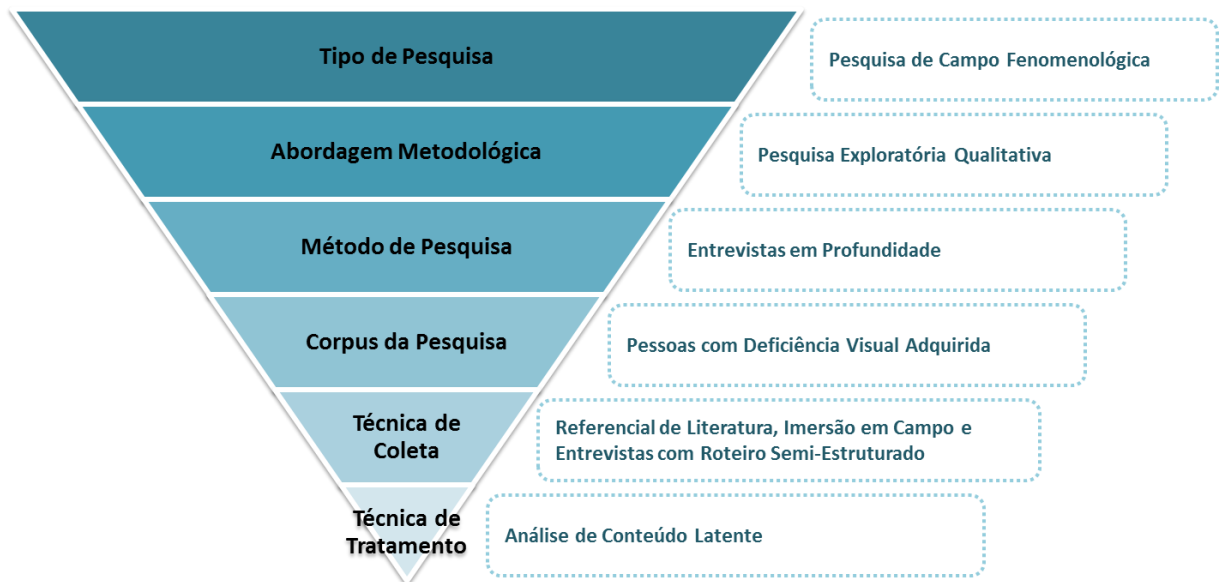 Tipo de Pesquisa
Pesquisa de Campo Fenomenológica
Abordagem Metodológica
Pesquisa Exploratória Qualitativa
Método de Pesquisa
Entrevistas em Profundidade
Corpus da Pesquisa
Pessoas com Deficiência Visual Adquirida
Técnica de
Coleta
Referencial de Literatura, Imersão em Campo e
Entrevistas com Roteiro Semi-Estruturado
Técnica de
Tratamento
Análise de Conteúdo Latente